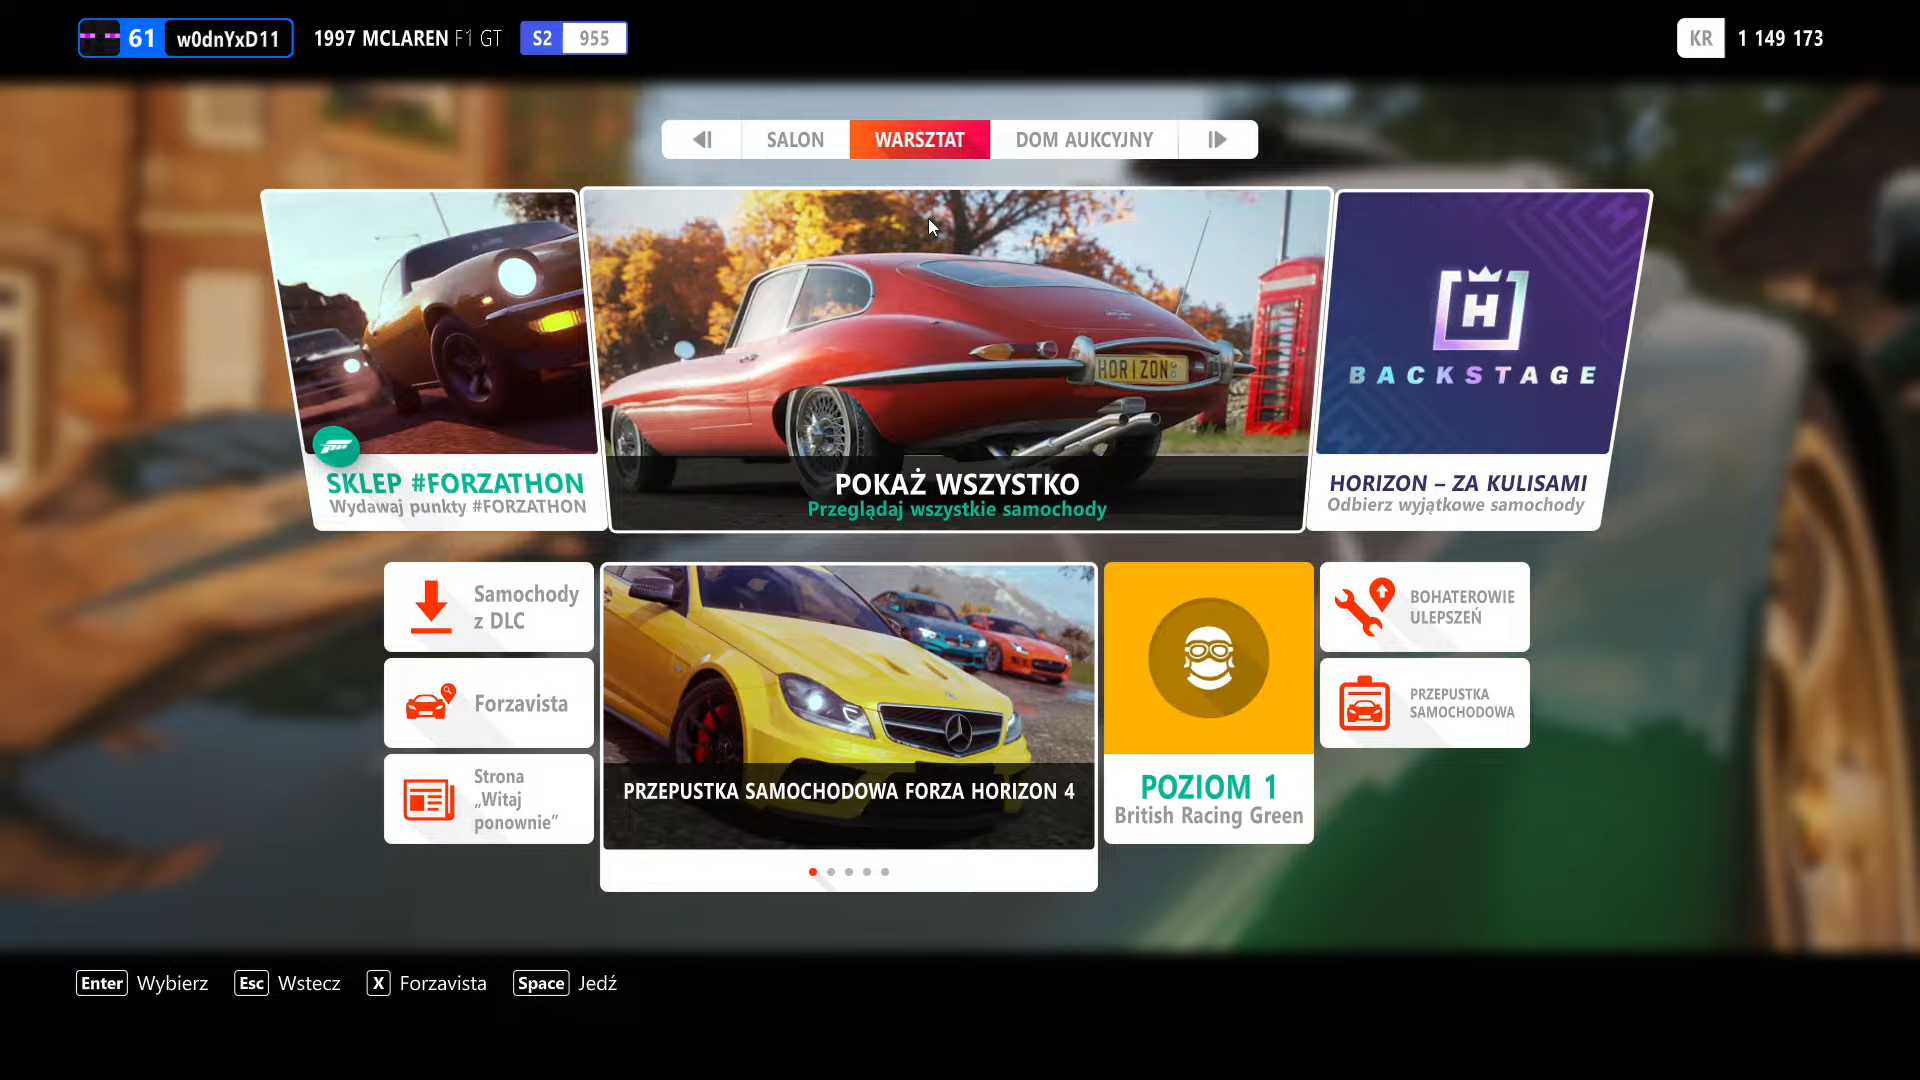 61 w0dnYxD11 1997 MCLAREN F1 GT S2 955 KR 1 149 173
SALON WARSZTAT DOM AUKCYJNY
HORIZON
H
BACKSTAGE
SKLEP #FORZATHON
Wydawaj punkty #FORZATHON
POKAŻ WSZYSTKO
Przeglądaj wszystkie samochody
HORIZON – ZA KULISAMI
Odbierz wyjątkowe samochody
Samochody
z DLC
Forzavista
Strona
„Witaj
ponownie”
PRZEPUSTKA SAMOCHODOWA FORZA HORIZON 4
POZIOM 1
British Racing Green
BOHATEROWIE
ULEPSZEŃ
PRZEPUSTKA
SAMOCHODOWA
Enter Wybierz Esc Wstecz X Forzavista Space Jedź